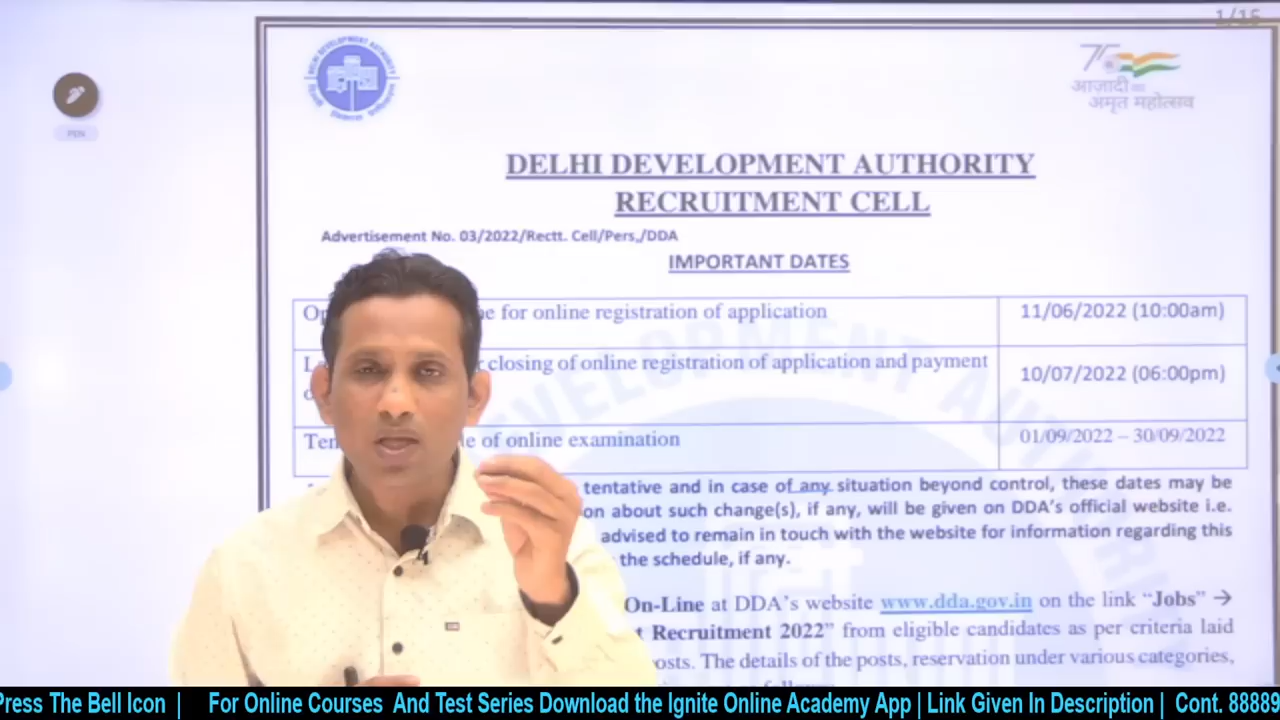 1/15
DELHI DEVELOPMENT AUTHORITY
आज़ादी का
अमृत महोत्सव
PEN
DELHI DEVELOPMENT AUTHORITY
RECRUITMENT CELL
Advertisement No. 03/2022/Rectt. Cell/Pers./DDA
IMPORTANT DATES
for online registration of application 11/06/2022 (10:00am)
closing of online registration of application and payment 10/07/2022 (06:00pm)
of online examination 01/09/2022 – 30/09/2022
tentative and in case of any situation beyond control, these dates may be
on about such change(s), if any, will be given on DDA's official website i.e.
advised to remain in touch with the website for information regarding this
the schedule, if any.
On-Line at DDA's website www.dda.gov.in on the link “Jobs” →
Recruitment 2022” from eligible candidates as per criteria laid
The details of the posts, reservation under various categories,
Press The Bell Icon | For Online Courses And Test Series Download the Ignite Online Academy App | Link Given In Description | Cont. 88889